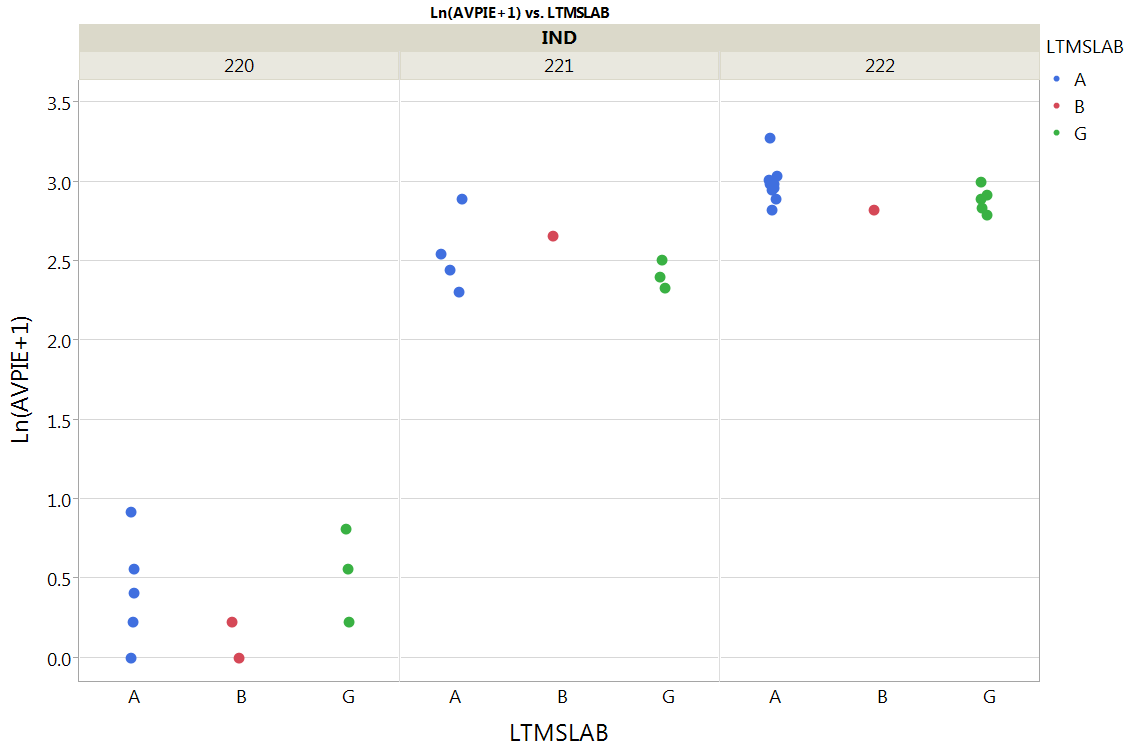 Ln(AVPIE+1) vs. LTMSLAB
IND
220 221 222
LTMSLAB
A
B
G
3.5
3.0
2.5
2.0
1.5
1.0
0.5
0.0
Ln(AVPIE+1)
A B G A B G A B G
LTMSLAB